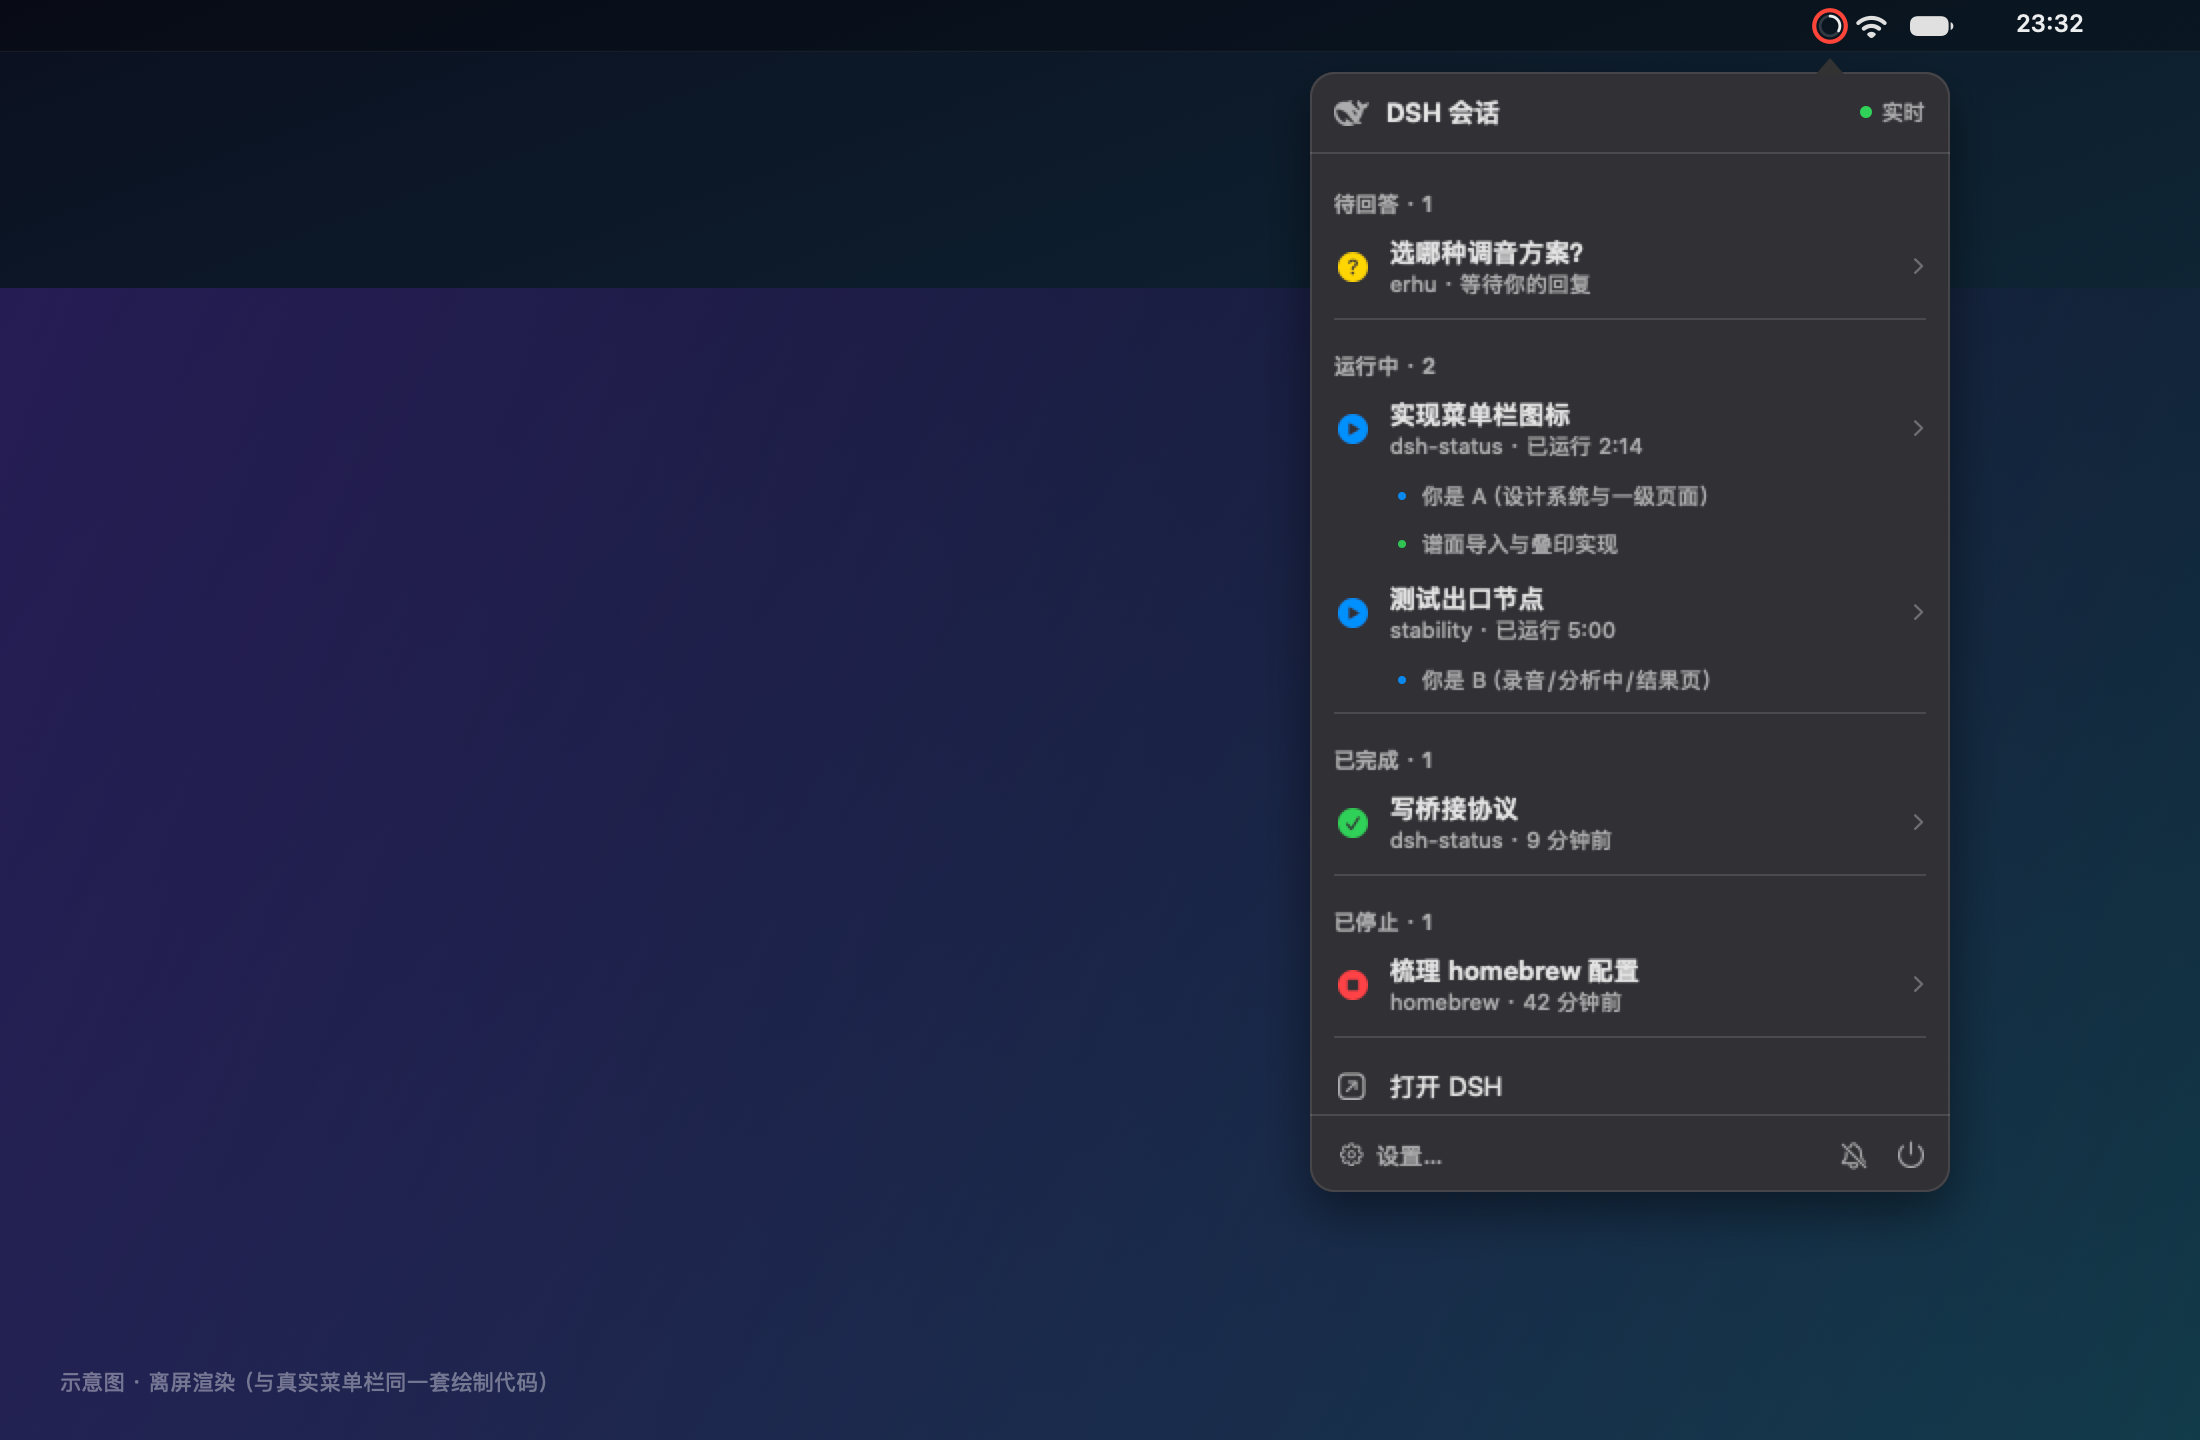 23:32
DSH 会话
实时
待回答 · 1
选哪种调音方案?
erhu · 等待你的回复
运行中 · 2
实现菜单栏图标
dsh-status · 已运行 2:14
你是 A (设计系统与一级页面)
谱面导入与叠印实现
测试出口节点
stability · 已运行 5:00
你是 B (录音/分析中/结果页)
已完成 · 1
写桥接协议
dsh-status · 9 分钟前
已停止 · 1
梳理 homebrew 配置
homebrew · 42 分钟前
打开 DSH
设置...
示意图 · 离屏渲染 (与真实菜单栏同一套绘制代码)